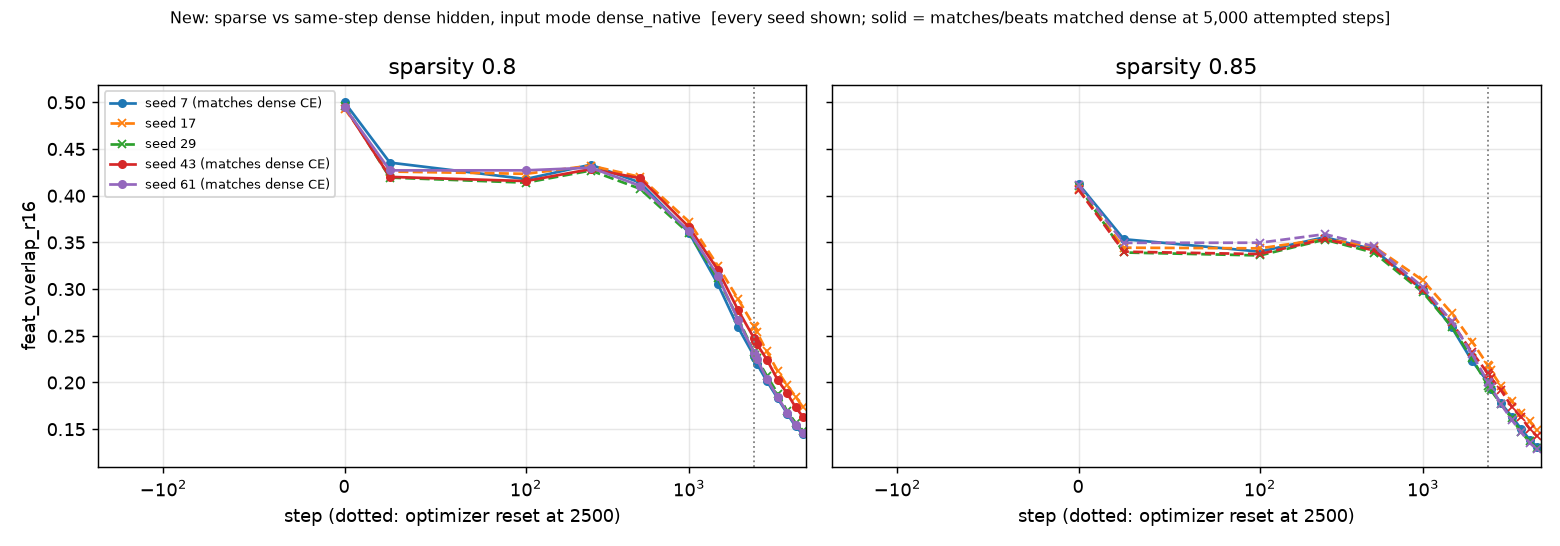 New: sparse vs same-step dense hidden, input mode dense_native  [every seed shown; solid = matches/beats matched dense at 5,000 attempted steps]
sparsity 0.8
sparsity 0.85
seed 7 (matches dense CE)
seed 17
seed 29
seed 43 (matches dense CE)
seed 61 (matches dense CE)
feat_overlap_r16
0.50
0.45
0.40
0.35
0.30
0.25
0.20
0.15
−10²
0
10²
10³
−10²
0
10²
10³
step (dotted: optimizer reset at 2500)
step (dotted: optimizer reset at 2500)